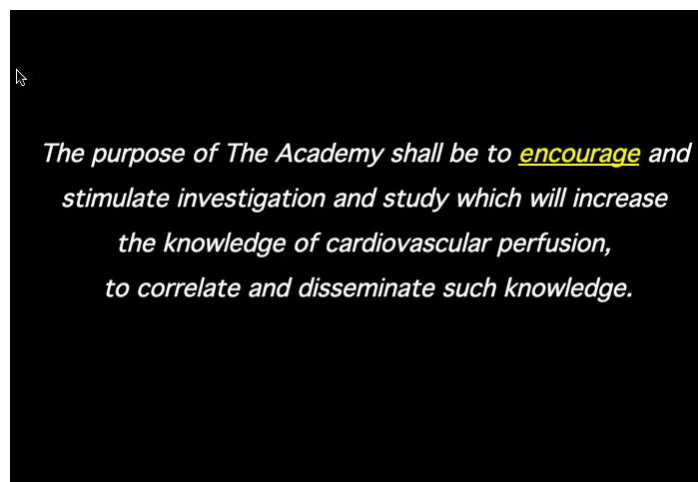 The purpose of The Academy shall be to encourage and
stimulate investigation and study which will increase
the knowledge of cardiovascular perfusion,
to correlate and disseminate such knowledge.